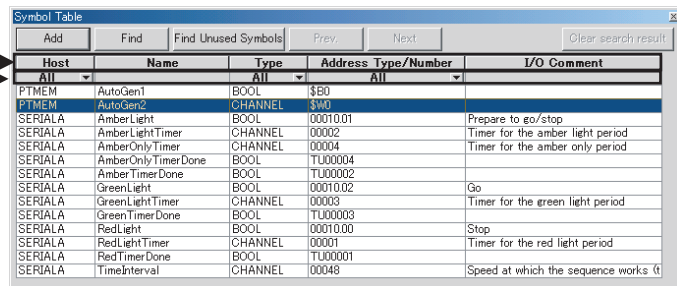 Symbol Table
Add Find Find Unused Symbols Prev. Next Clear search result
Host Name Type Address Type/Number I/O Comment
All All All
PTMEM AutoGen1 BOOL $B0
PTMEM AutoGen2 CHANNEL $W0
SERIALA AmberLight BOOL 00010.01 Prepare to go/stop
SERIALA AmberLightTimer CHANNEL 00002 Timer for the amber light period
SERIALA AmberOnlyTimer CHANNEL 00004 Timer for the amber only period
SERIALA AmberOnlyTimerDone BOOL TU00004
SERIALA AmberTimerDone BOOL TU00002
SERIALA GreenLight BOOL 00010.02 Go
SERIALA GreenLightTimer CHANNEL 00003 Timer for the green light period
SERIALA GreenTimerDone BOOL TU00003
SERIALA RedLight BOOL 00010.00 Stop
SERIALA RedLightTimer CHANNEL 00001 Timer for the red light period
SERIALA RedTimerDone BOOL TU00001
SERIALA TimeInterval CHANNEL 00048 Speed at which the sequence works (t